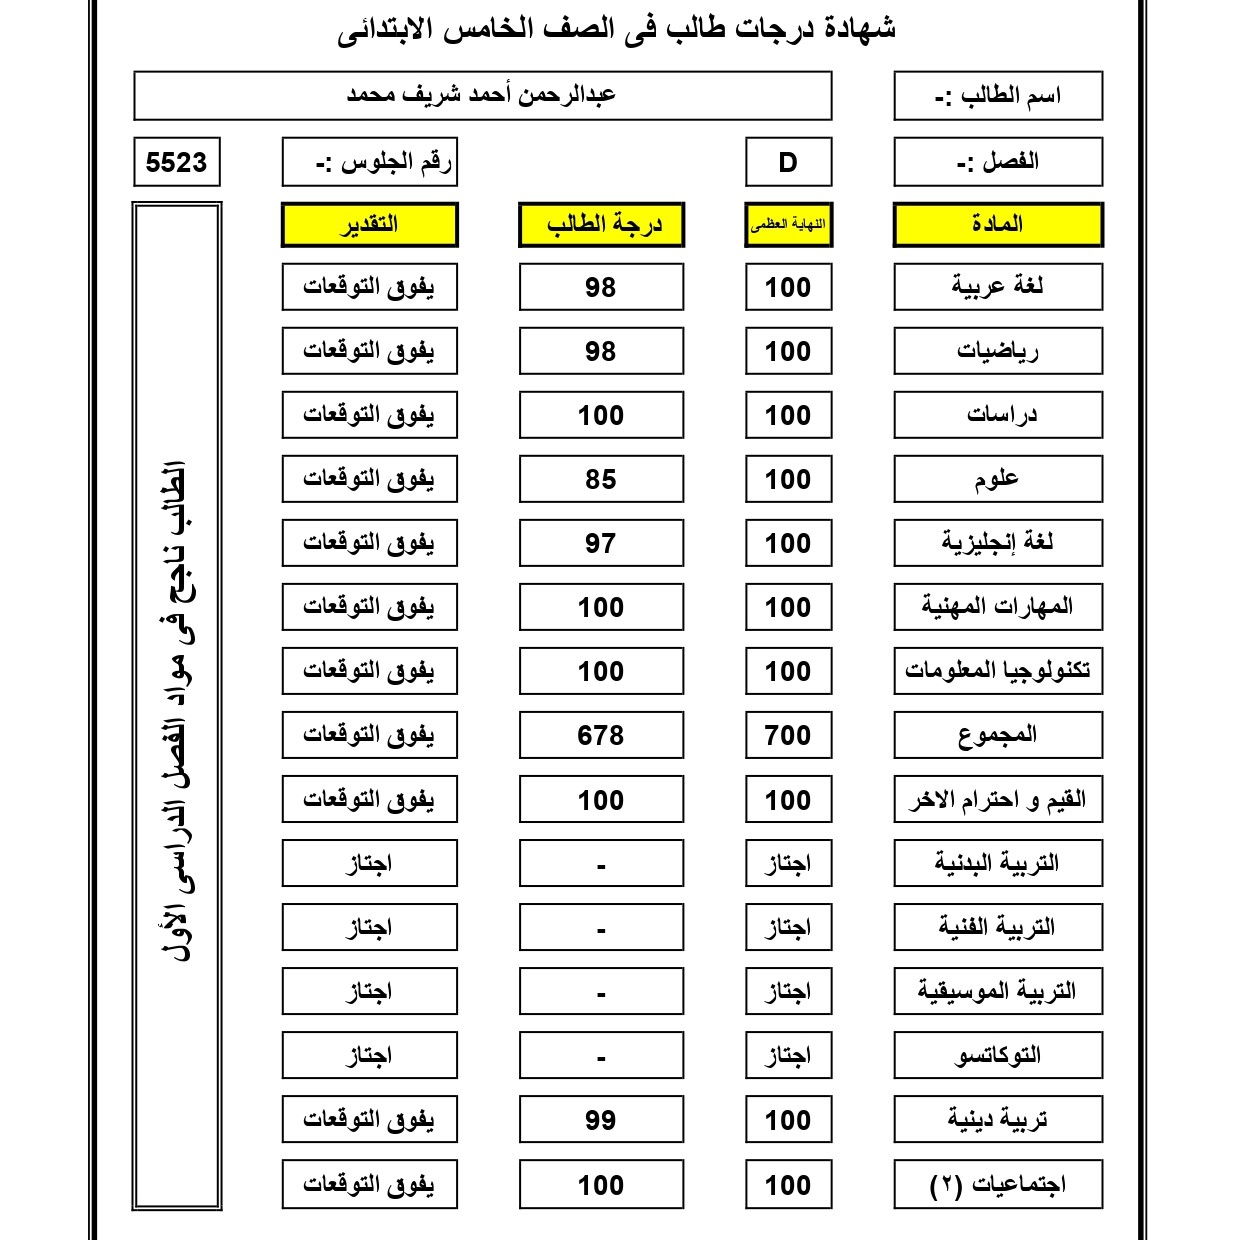 شهادة درجات طالب فى الصف الخامس الابتدائى
اسم الطالب :- عبدالرحمن أحمد شريف محمد
الفصل :- D رقم الجلوس :- 5523
المادة النهاية العظمى درجة الطالب التقدير
لغة عربية 100 98 يفوق التوقعات
رياضيات 100 98 يفوق التوقعات
دراسات 100 100 يفوق التوقعات
علوم 100 85 يفوق التوقعات
لغة إنجليزية 100 97 يفوق التوقعات
المهارات المهنية 100 100 يفوق التوقعات
تكنولوجيا المعلومات 100 100 يفوق التوقعات
المجموع 700 678 يفوق التوقعات
القيم و احترام الاخر 100 100 يفوق التوقعات
التربية البدنية اجتاز - اجتاز
التربية الفنية اجتاز - اجتاز
التربية الموسيقية اجتاز - اجتاز
التوكاتسو اجتاز - اجتاز
تربية دينية 100 99 يفوق التوقعات
اجتماعيات (٢) 100 100 يفوق التوقعات
الطالب ناجح فى مواد الفصل الدراسى الأول